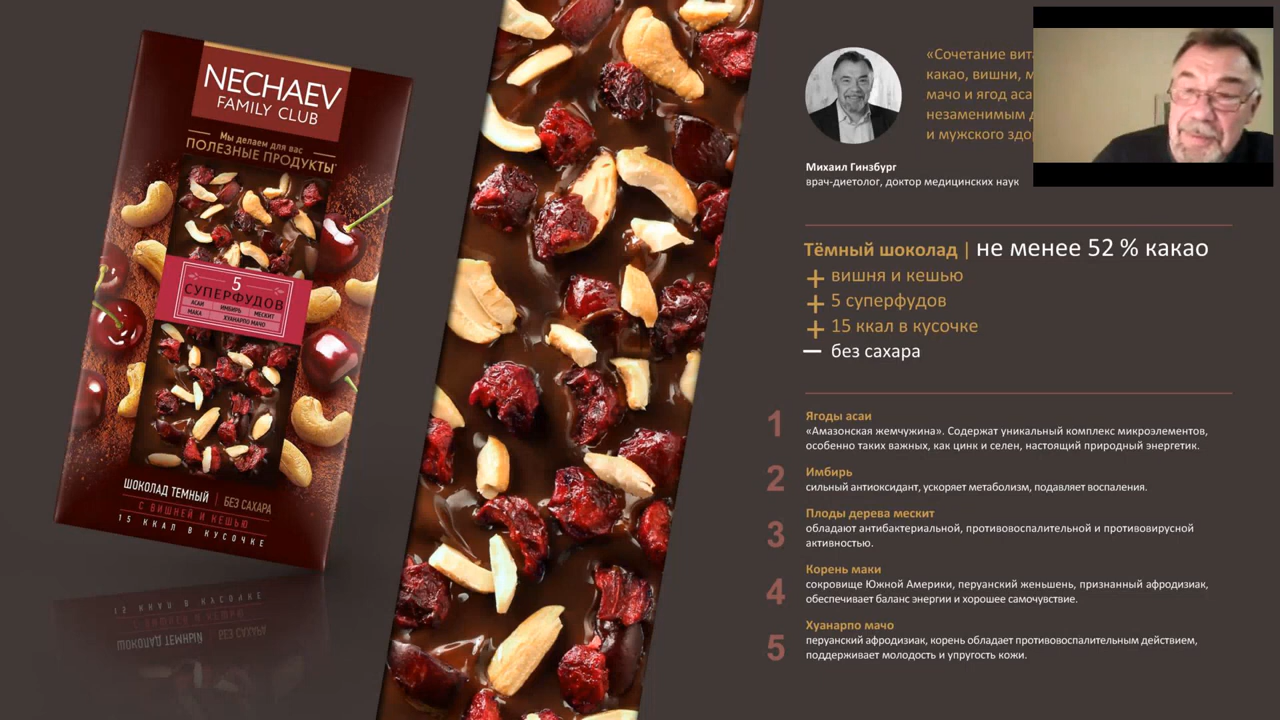 NECHAEV
FAMILY CLUB
Мы делаем для вас
ПОЛЕЗНЫЕ ПРОДУКТЫ
5
СУПЕРФУДОВ
АСАИ ИМБИРЬ МЕСКИТ
МАКА ХУАНАРПО МАЧО
ШОКОЛАД ТЕМНЫЙ | БЕЗ САХАРА
С ВИШНЕЙ И КЕШЬЮ
15 ККАЛ В КУСОЧКЕ
«Сочетание
какао, вишни,
мачо и ягод
незаменимым
и мужского
Михаил Гинзбург
врач-диетолог, доктор медицинских наук
Тёмный шоколад | не менее 52 % какао
+ вишня и кешью
+ 5 суперфудов
+ 15 ккал в кусочке
— без сахара
1 Ягоды асаи
«Амазонская жемчужина». Содержат уникальный комплекс микроэлементов,
особенно таких важных, как цинк и селен, настоящий природный энергетик.
2 Имбирь
сильный антиоксидант, ускоряет метаболизм, подавляет воспаления.
3 Плоды дерева мескит
обладают антибактериальной, противовоспалительной и противовирусной
активностью.
4 Корень маки
сокровище Южной Америки, перуанский женьшень, признанный афродизиак,
обеспечивает баланс энергии и хорошее самочувствие.
5 Хуанарпо мачо
перуанский афродизиак, корень обладает противовоспалительным действием,
поддерживает молодость и упругость кожи.